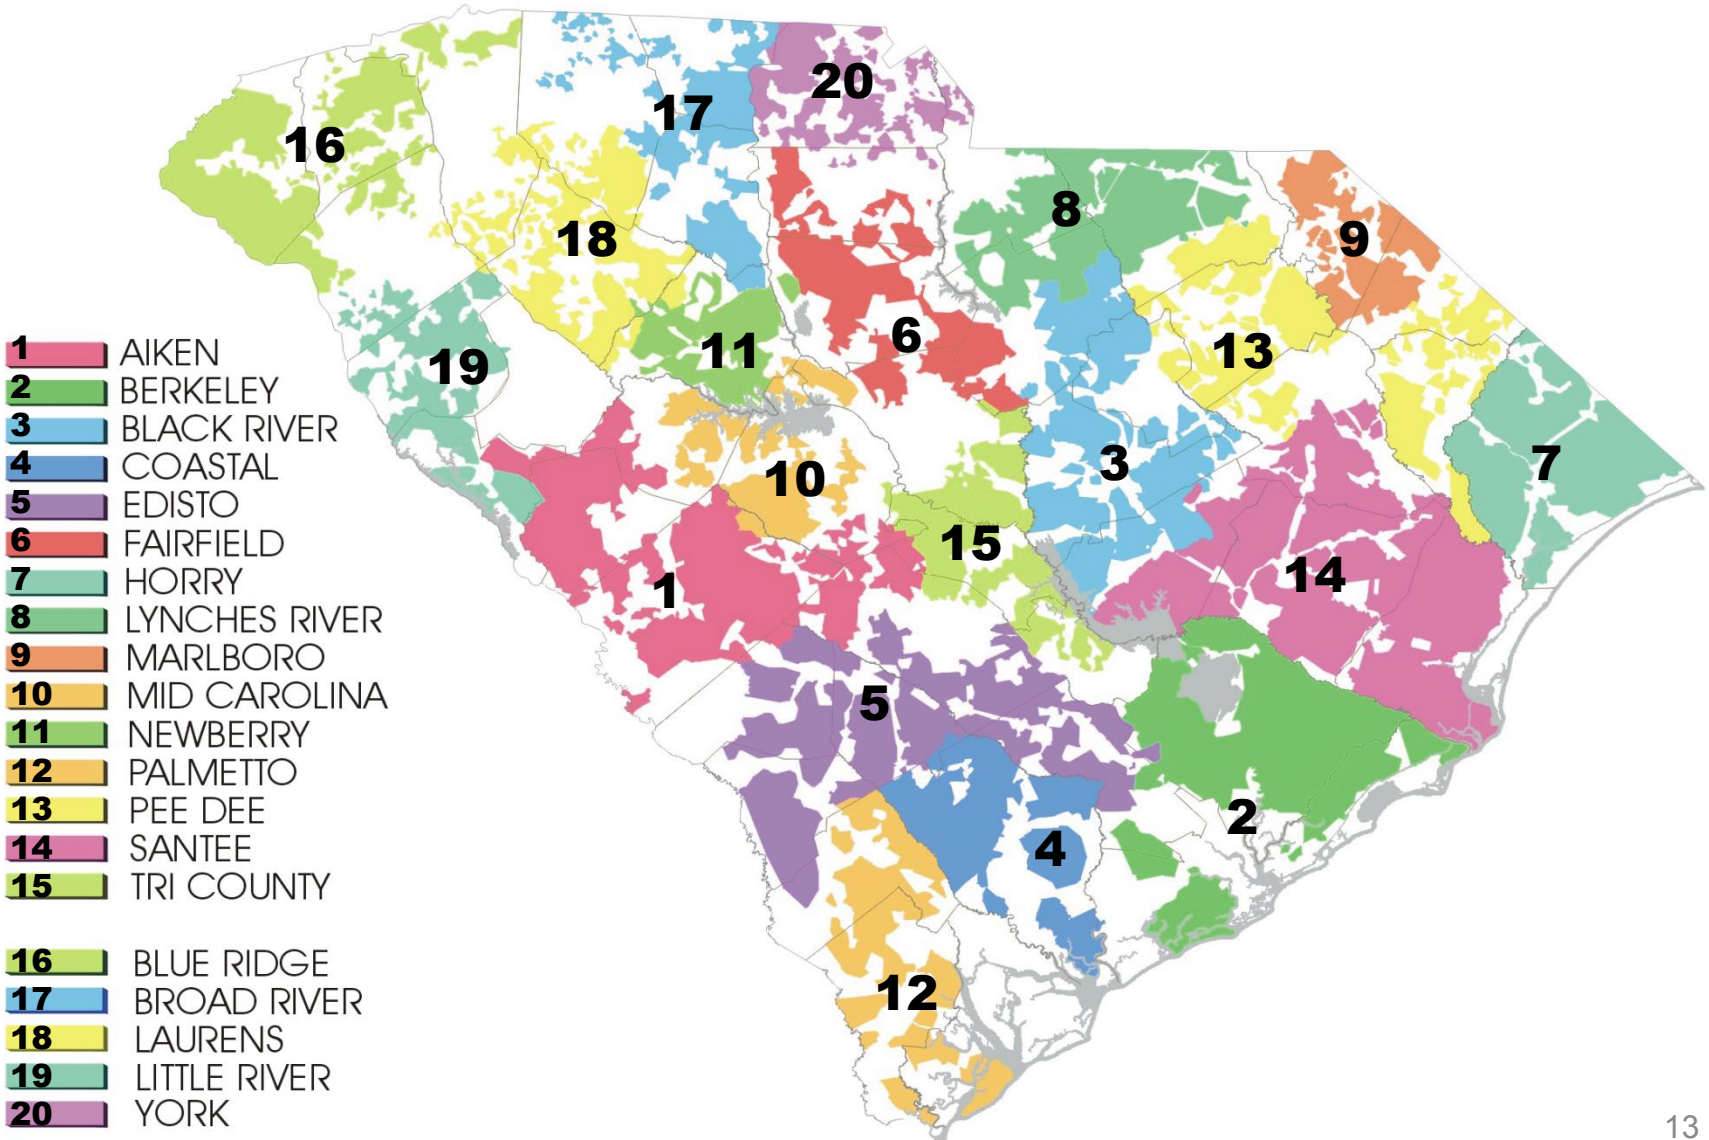 16
17
20
18
8
9
19
11
6
13
10
3
7
15
1
14
5
2
4
12
1 AIKEN
2 BERKELEY
3 BLACK RIVER
4 COASTAL
5 EDISTO
6 FAIRFIELD
7 HORRY
8 LYNCHES RIVER
9 MARLBORO
10 MID CAROLINA
11 NEWBERRY
12 PALMETTO
13 PEE DEE
14 SANTEE
15 TRI COUNTY
16 BLUE RIDGE
17 BROAD RIVER
18 LAURENS
19 LITTLE RIVER
20 YORK
13